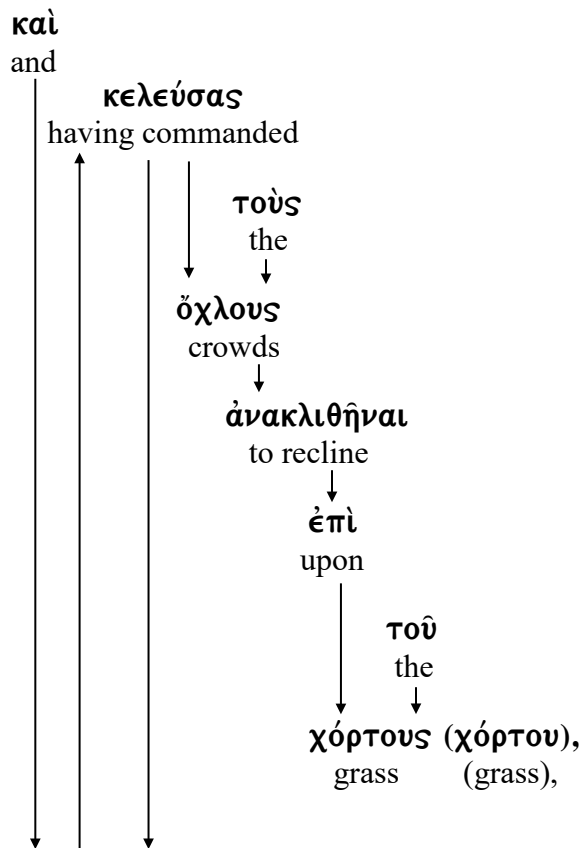 καὶ
and
κελεύσας
having commanded
τοὺς
the
ὄχλους
crowds
ἀνακλιθῆναι
to recline
ἐπὶ
upon
τοῦ
the
χόρτους (χόρτου),
grass (grass),